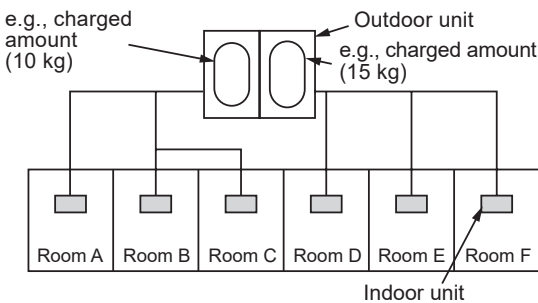 e.g., charged
amount
(10 kg)
Outdoor unit
e.g., charged amount
(15 kg)
Room A
Room B
Room C
Room D
Room E
Room F
Indoor unit